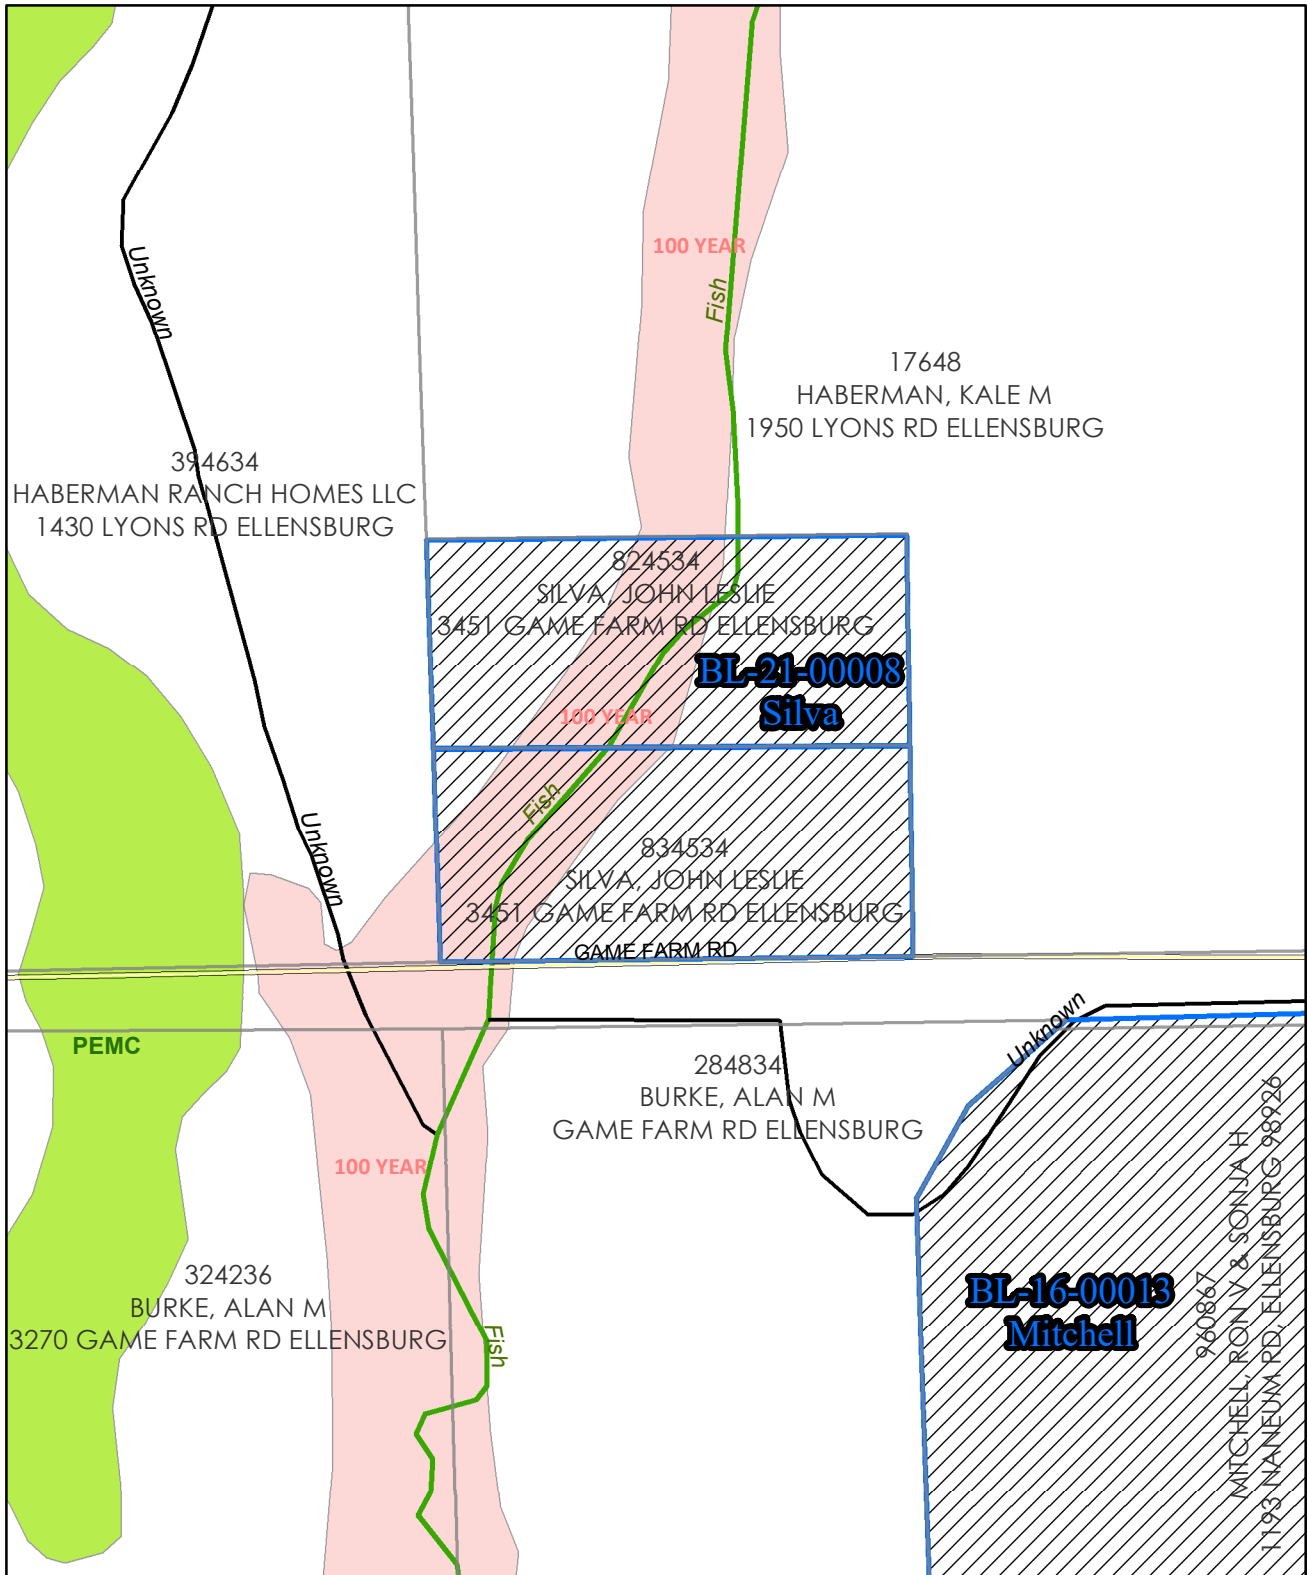 100 YEAR
Fish
Unknown
17648
HABERMAN, KALE M
1950 LYONS RD ELLENSBURG
394634
HABERMAN RANCH HOMES LLC
1430 LYONS RD ELLENSBURG
824534
SILVA, JOHN LESLIE
3451 GAME FARM RD ELLENSBURG
BL-21-00008
Silva
100 YEAR
Fish
Unknown
834534
SILVA, JOHN LESLIE
3451 GAME FARM RD ELLENSBURG
GAME FARM RD
PEMC
Unknown
284834
BURKE, ALAN M
GAME FARM RD ELLENSBURG
100 YEAR
324236
BURKE, ALAN M
3270 GAME FARM RD ELLENSBURG
Fish
BL-16-00013
Mitchell
960867
MITCHELL, RON V & SONJA H
1193 NANEUM RD, ELLENSBURG 98926